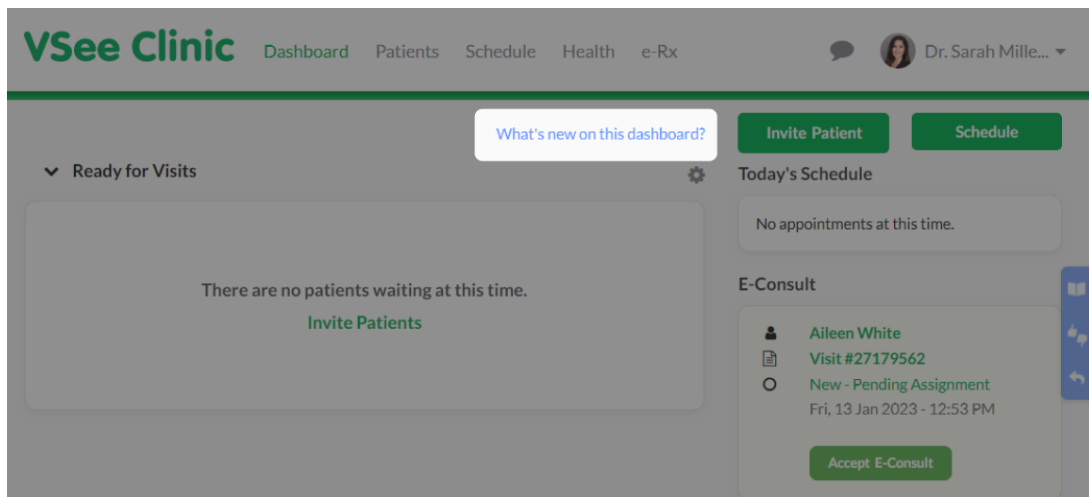 VSee Clinic Dashboard Patients Schedule Health e-Rx Dr. Sarah Mille...
What's new on this dashboard?
Invite Patient Schedule
Ready for Visits
Today's Schedule
No appointments at this time.
There are no patients waiting at this time.
Invite Patients
E-Consult
Aileen White
Visit #27179562
New - Pending Assignment
Fri, 13 Jan 2023 - 12:53 PM
Accept E-Consult